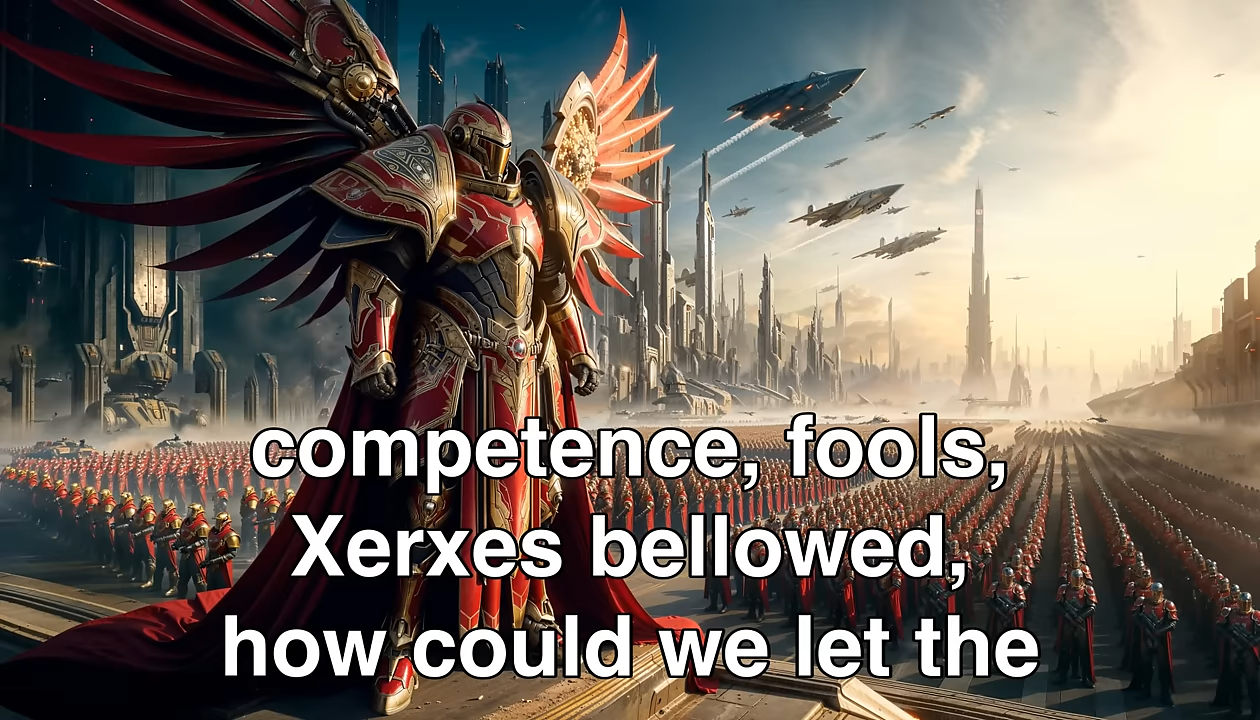 competence, fools,
Xerxes bellowed,
how could we let the